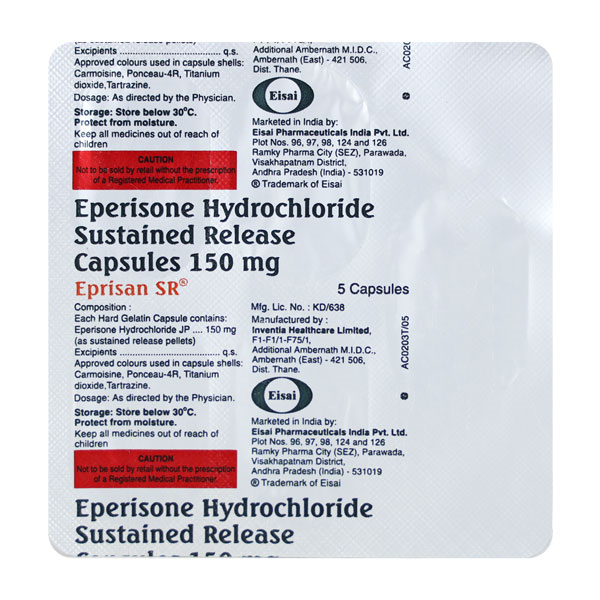 (as sustained release pellets)
Excipients ........................ q.s.
Approved colours used in capsule shells:
Carmoisine, Ponceau-4R, Titanium
dioxide,Tartrazine.
Dosage: As directed by the Physician.
Storage: Store below 30°C.
Protect from moisture.
Keep all medicines out of reach of
children
CAUTION
Not to be sold by retail without the prescription
of a Registered Medical Practitioner.
Additional Ambernath M.I.D.C.,
Ambernath (East) - 421 506,
Dist. Thane.
Eisai
Marketed in India by:
Eisai Pharmaceuticals India Pvt. Ltd.
Plot Nos. 96, 97, 98, 124 and 126
Ramky Pharma City (SEZ), Parawada,
Visakhapatnam District,
Andhra Pradesh (India) - 531019
® Trademark of Eisai
Eperisone Hydrochloride
Sustained Release
Capsules 150 mg
Eprisan SR®
5 Capsules
Composition :
Each Hard Gelatin Capsule contains:
Eperisone Hydrochloride JP .... 150 mg
(as sustained release pellets)
Excipients ........................ q.s.
Approved colours used in capsule shells:
Carmoisine, Ponceau-4R, Titanium
dioxide,Tartrazine.
Dosage: As directed by the Physician.
Storage: Store below 30°C.
Protect from moisture.
Keep all medicines out of reach of
children
CAUTION
Not to be sold by retail without the prescription
of a Registered Medical Practitioner.
Mfg. Lic. No. : KD/638
Manufactured by :
Inventia Healthcare Limited,
F1-F1/1-F75/1,
Additional Ambernath M.I.D.C.,
Ambernath (East) - 421 506,
Dist. Thane.
Eisai
Marketed in India by:
Eisai Pharmaceuticals India Pvt. Ltd.
Plot Nos. 96, 97, 98, 124 and 126
Ramky Pharma City (SEZ), Parawada,
Visakhapatnam District,
Andhra Pradesh (India) - 531019
® Trademark of Eisai
AC0203T/05
Eperisone Hydrochloride
Sustained Release
Capsules 150 mg